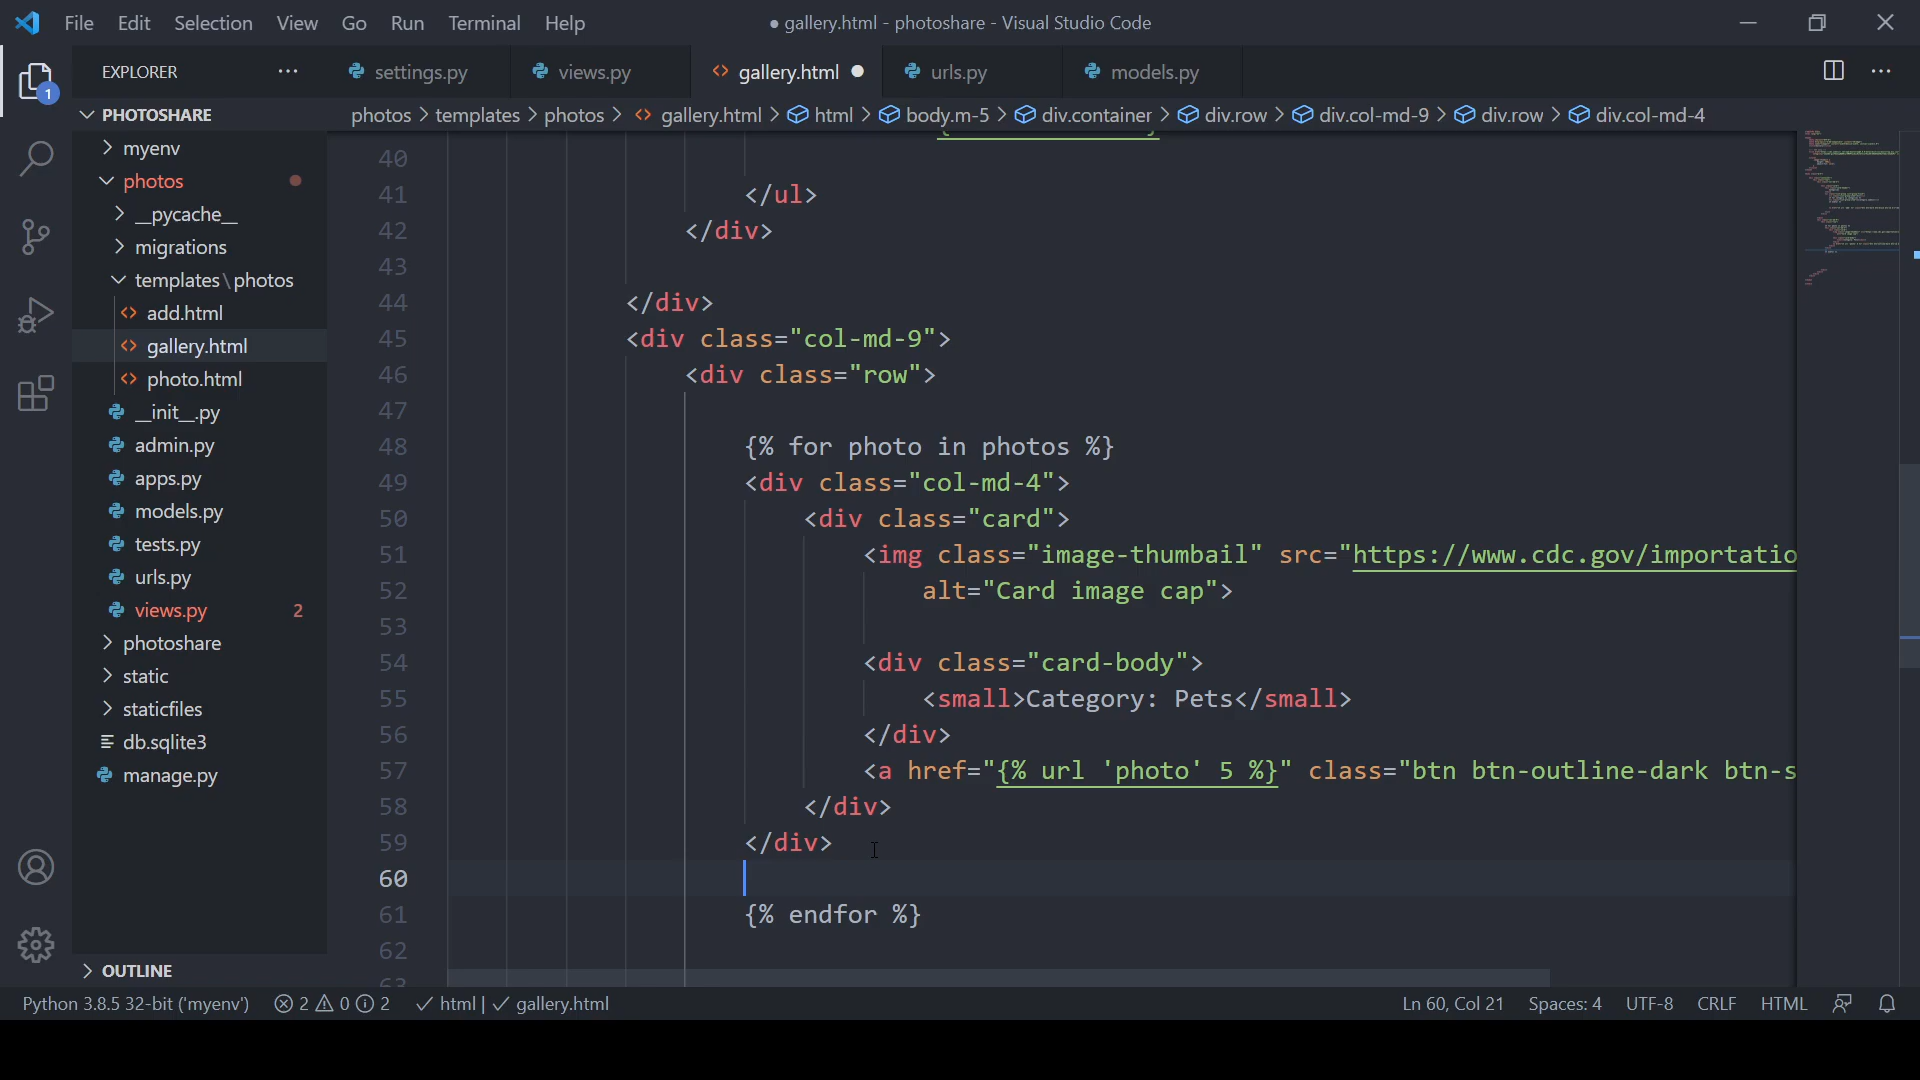 File Edit Selection View Go Run Terminal Help
● gallery.html - photoshare - Visual Studio Code
EXPLORER
settings.py
views.py
gallery.html
urls.py
models.py
1
PHOTOSHARE
photos > templates > photos > gallery.html > html > body.m-5 > div.container > div.row > div.col-md-9 > div.row > div.col-md-4
myenv
photos
__pycache__
migrations
templates\photos
add.html
gallery.html
photo.html
__init__.py
admin.py
apps.py
models.py
tests.py
urls.py
views.py 2
photoshare
static
staticfiles
db.sqlite3
manage.py
OUTLINE
40
41 </ul>
42 </div>
43
44 </div>
45 <div class="col-md-9">
46 <div class="row">
47
48 {% for photo in photos %}
49 <div class="col-md-4">
50 <div class="card">
51 <img class="image-thumbail" src="https://www.cdc.gov/importatio
52 alt="Card image cap">
53
54 <div class="card-body">
55 <small>Category: Pets</small>
56 </div>
57 <a href="{% url 'photo' 5 %}" class="btn btn-outline-dark btn-s
58 </div>
59 </div>
60
61 {% endfor %}
62
63
Python 3.8.5 32-bit ('myenv') 2 0 2 html | gallery.html
Ln 60, Col 21 Spaces: 4 UTF-8 CRLF HTML